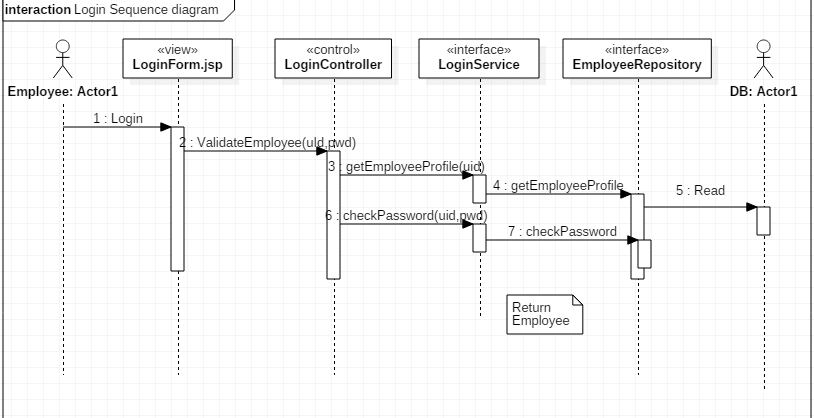 interaction Login Sequence diagram
«view»
LoginForm.jsp
«control»
LoginController
«interface»
LoginService
«interface»
EmployeeRepository
Employee: Actor1
DB: Actor1
1 : Login
2 : ValidateEmployee(uId,pwd)
3 : getEmployeeProfile(uid)
4 : getEmployeeProfile
5 : Read
6 : checkPassword(uid,pwd)
7 : checkPassword
Return
Employee